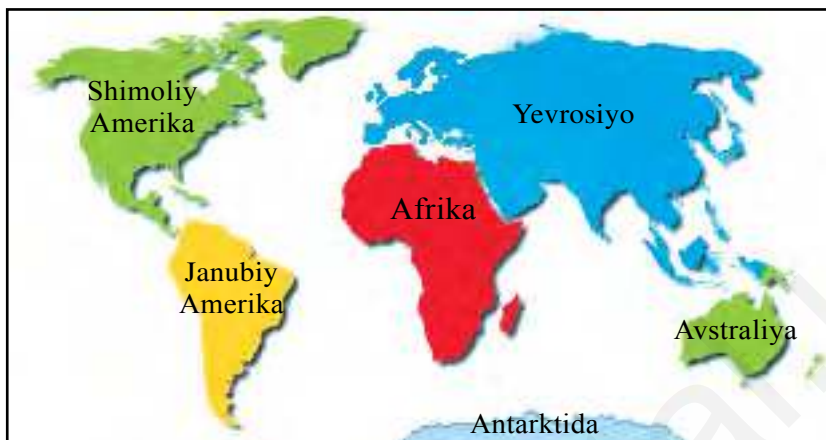 Shimoliy
Amerika
Yevrosiyo
Afrika
Janubiy
Amerika
Avstraliya
Antarktida